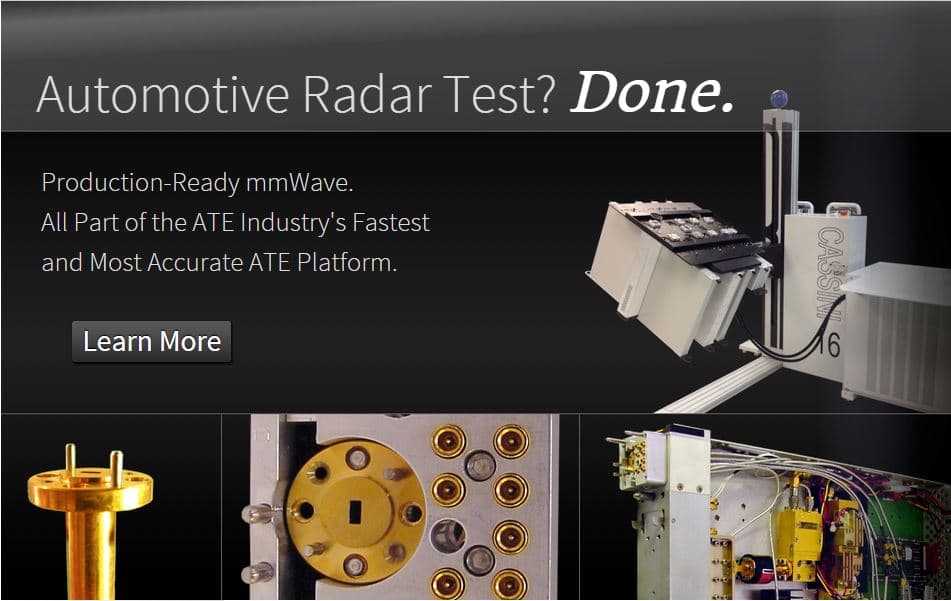 Automotive Radar Test? Done.
Production-Ready mmWave.
All Part of the ATE Industry's Fastest
and Most Accurate ATE Platform.
Learn More
CASSINI
16